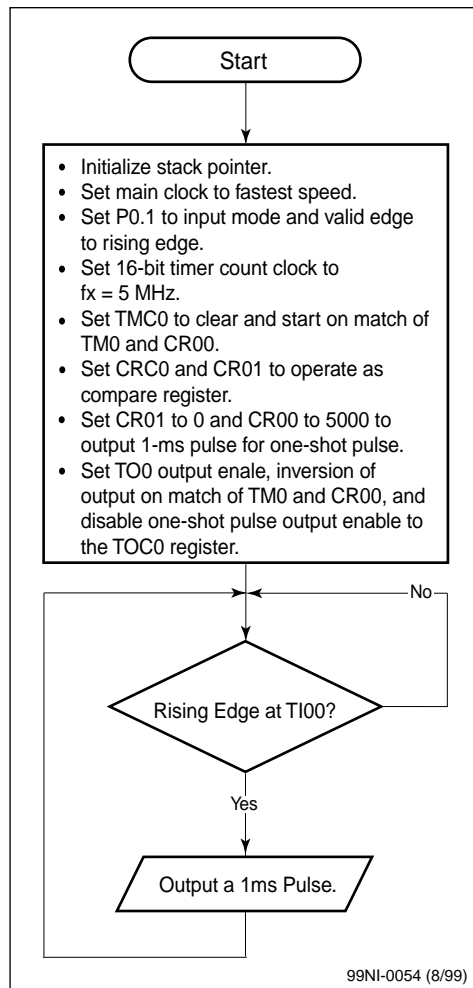 Start
• Initialize stack pointer.
• Set main clock to fastest speed.
• Set P0.1 to input mode and valid edge
to rising edge.
• Set 16-bit timer count clock to
fx = 5 MHz.
• Set TMC0 to clear and start on match of
TM0 and CR00.
• Set CRC0 and CR01 to operate as
compare register.
• Set CR01 to 0 and CR00 to 5000 to
output 1-ms pulse for one-shot pulse.
• Set TO0 output enale, inversion of
output on match of TM0 and CR00, and
disable one-shot pulse output enable to
the TOC0 register.
No
Rising Edge at TI00?
Yes
Output a 1ms Pulse.
99NI-0054 (8/99)